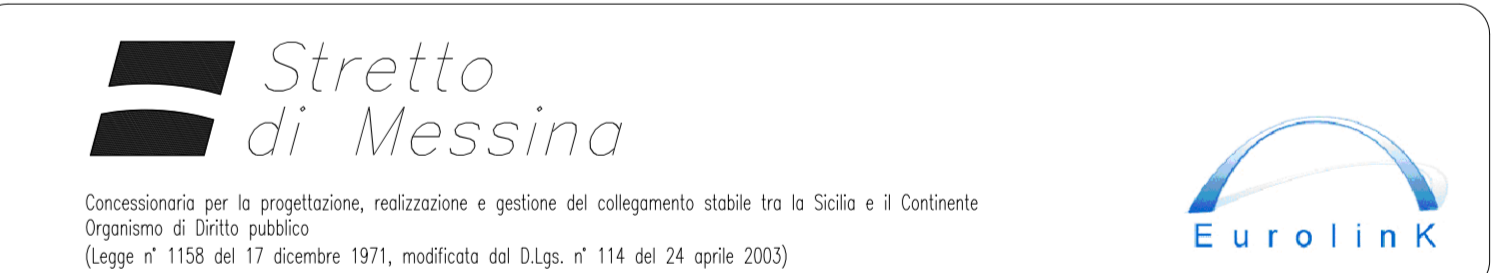 Stretto
di Messina
Concessionaria per la progettazione, realizzazione e gestione del collegamento stabile tra la Sicilia e il Continente
Organismo di Diritto pubblico
(Legge n° 1158 del 17 dicembre 1971, modificata dal D.Lgs. n° 114 del 24 aprile 2003)
EurolinK